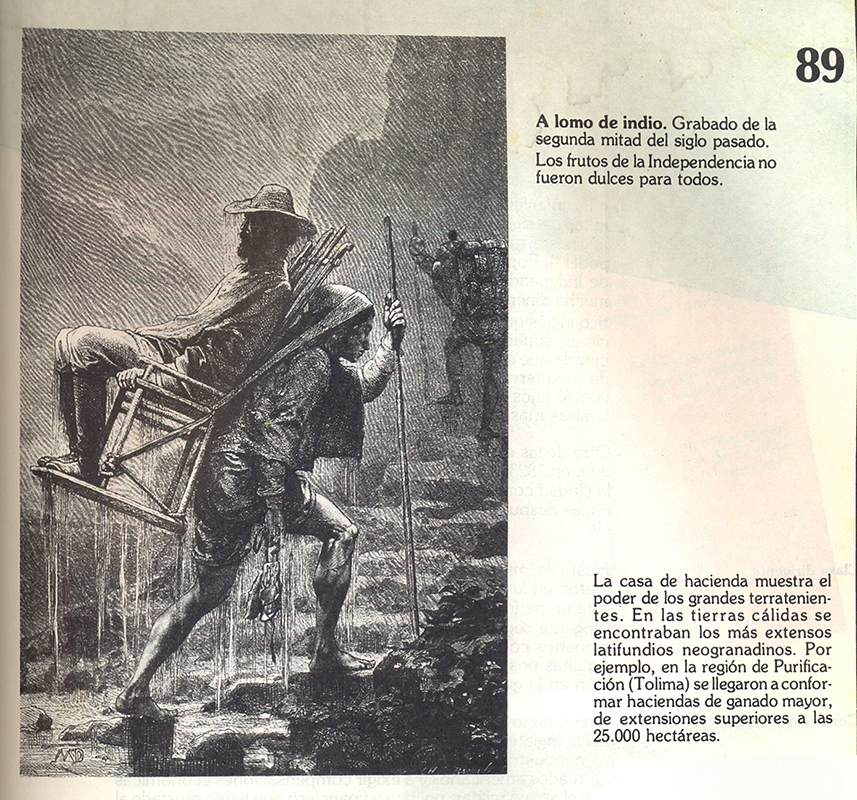 89
A lomo de indio. Grabado de la
segunda mitad del siglo pasado.
Los frutos de la Independencia no
fueron dulces para todos.
La casa de hacienda muestra el
poder de los grandes terratenien-
tes. En las tierras cálidas se
encontraban los más extensos
latifundios neogranadinos. Por
ejemplo, en la región de Purifica-
ción (Tolima) se llegaron a confor-
mar haciendas de ganado mayor,
de extensiones superiores a las
25.000 hectáreas.